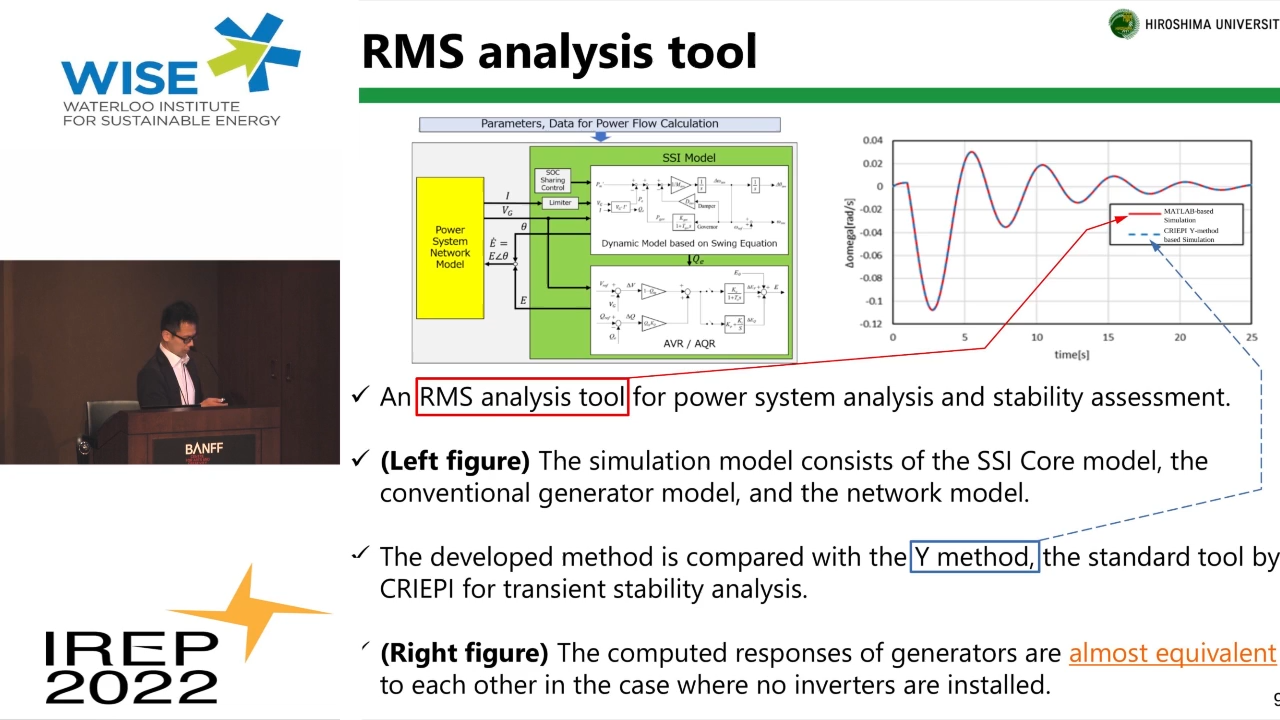 WISE
WATERLOO INSTITUTE
FOR SUSTAINABLE ENERGY
RMS analysis tool
HIROSHIMA UNIVERSIT
Parameters, Data for Power Flow Calculation
SSI Model
SOC
Sharing
Control
Limiter
Power
System
Network
Model
I
V_G
θ
Ė =
E∠θ
E
Damper
Governor
Dynamic Model based on Swing Equation
AVR / AQR
0.04
0.02
0
-0.02
-0.04
-0.06
-0.08
-0.1
-0.12
Δomega[rad/s]
0 5 10 15 20 25
time[s]
MATLAB-based
Simulation
CRIEPI Y-method
based Simulation
✓ An RMS analysis tool for power system analysis and stability assessment.
✓ (Left figure) The simulation model consists of the SSI Core model, the
conventional generator model, and the network model.
✓ The developed method is compared with the Y method, the standard tool by
CRIEPI for transient stability analysis.
(Right figure) The computed responses of generators are almost equivalent
to each other in the case where no inverters are installed.
9
BANFF
IREP
2022